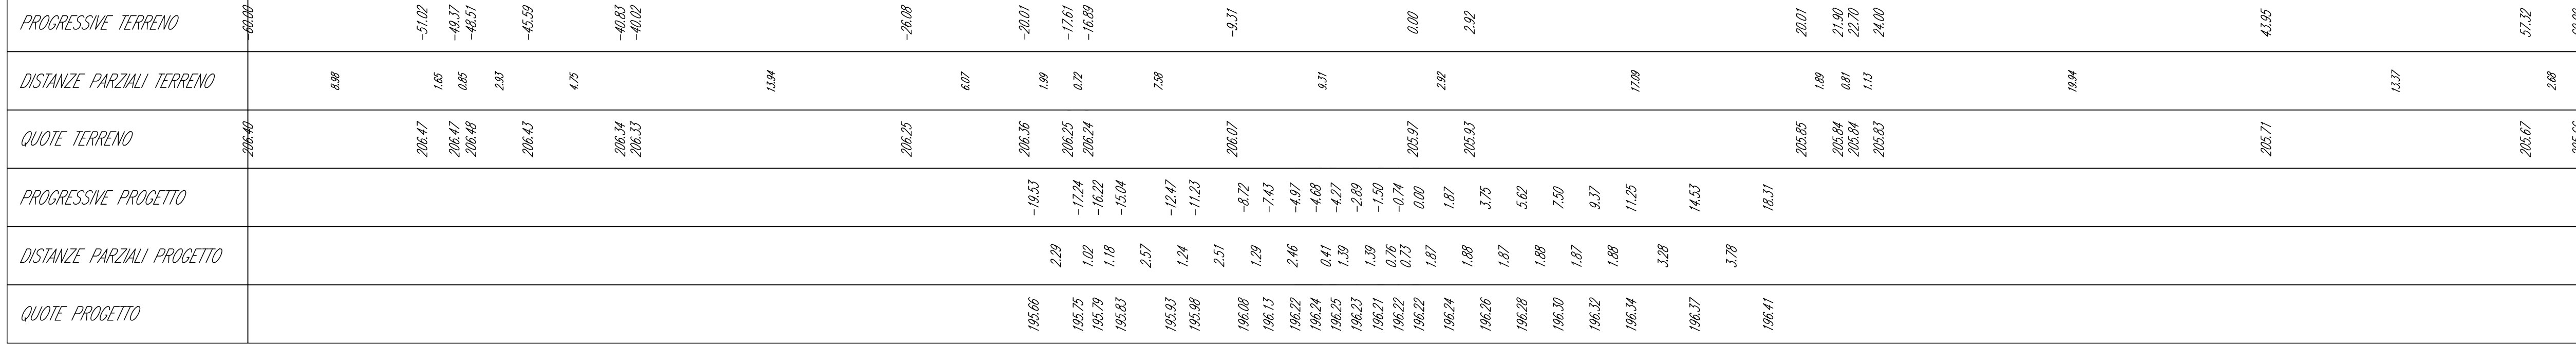 PROGRESSIVE TERRENO -60.00 -51.02 -49.37 -48.51 -45.59 -40.83 -40.02 -26.08 -20.01 -17.61 -16.89 -9.31 0.00 2.92 20.01 21.90 22.70 24.00 43.95 57.32
DISTANZE PARZIALI TERRENO 8.98 1.65 0.85 2.93 4.75 13.94 6.07 1.99 0.72 7.58 9.31 2.92 17.09 1.89 0.81 1.13 19.94 13.37 2.68
QUOTE TERRENO 206.40 206.47 206.47 206.48 206.43 206.34 206.33 206.25 206.36 206.25 206.24 206.07 205.97 205.93 205.85 205.84 205.84 205.83 205.71 205.67
PROGRESSIVE PROGETTO -19.53 -17.24 -16.22 -15.04 -12.47 -11.23 -8.72 -7.43 -4.97 -4.68 -4.27 -2.89 -1.50 -0.74 0.00 1.87 3.75 5.62 7.50 9.37 11.25 14.53 18.31
DISTANZE PARZIALI PROGETTO 2.29 1.02 1.18 2.57 1.24 2.51 1.29 2.46 0.41 1.39 1.39 0.76 0.73 1.87 1.88 1.87 1.88 1.87 1.88 3.28 3.78
QUOTE PROGETTO 195.66 195.75 195.79 195.83 195.93 195.98 196.08 196.13 196.22 196.24 196.25 196.23 196.21 196.22 196.22 196.24 196.26 196.28 196.30 196.32 196.34 196.37 196.41